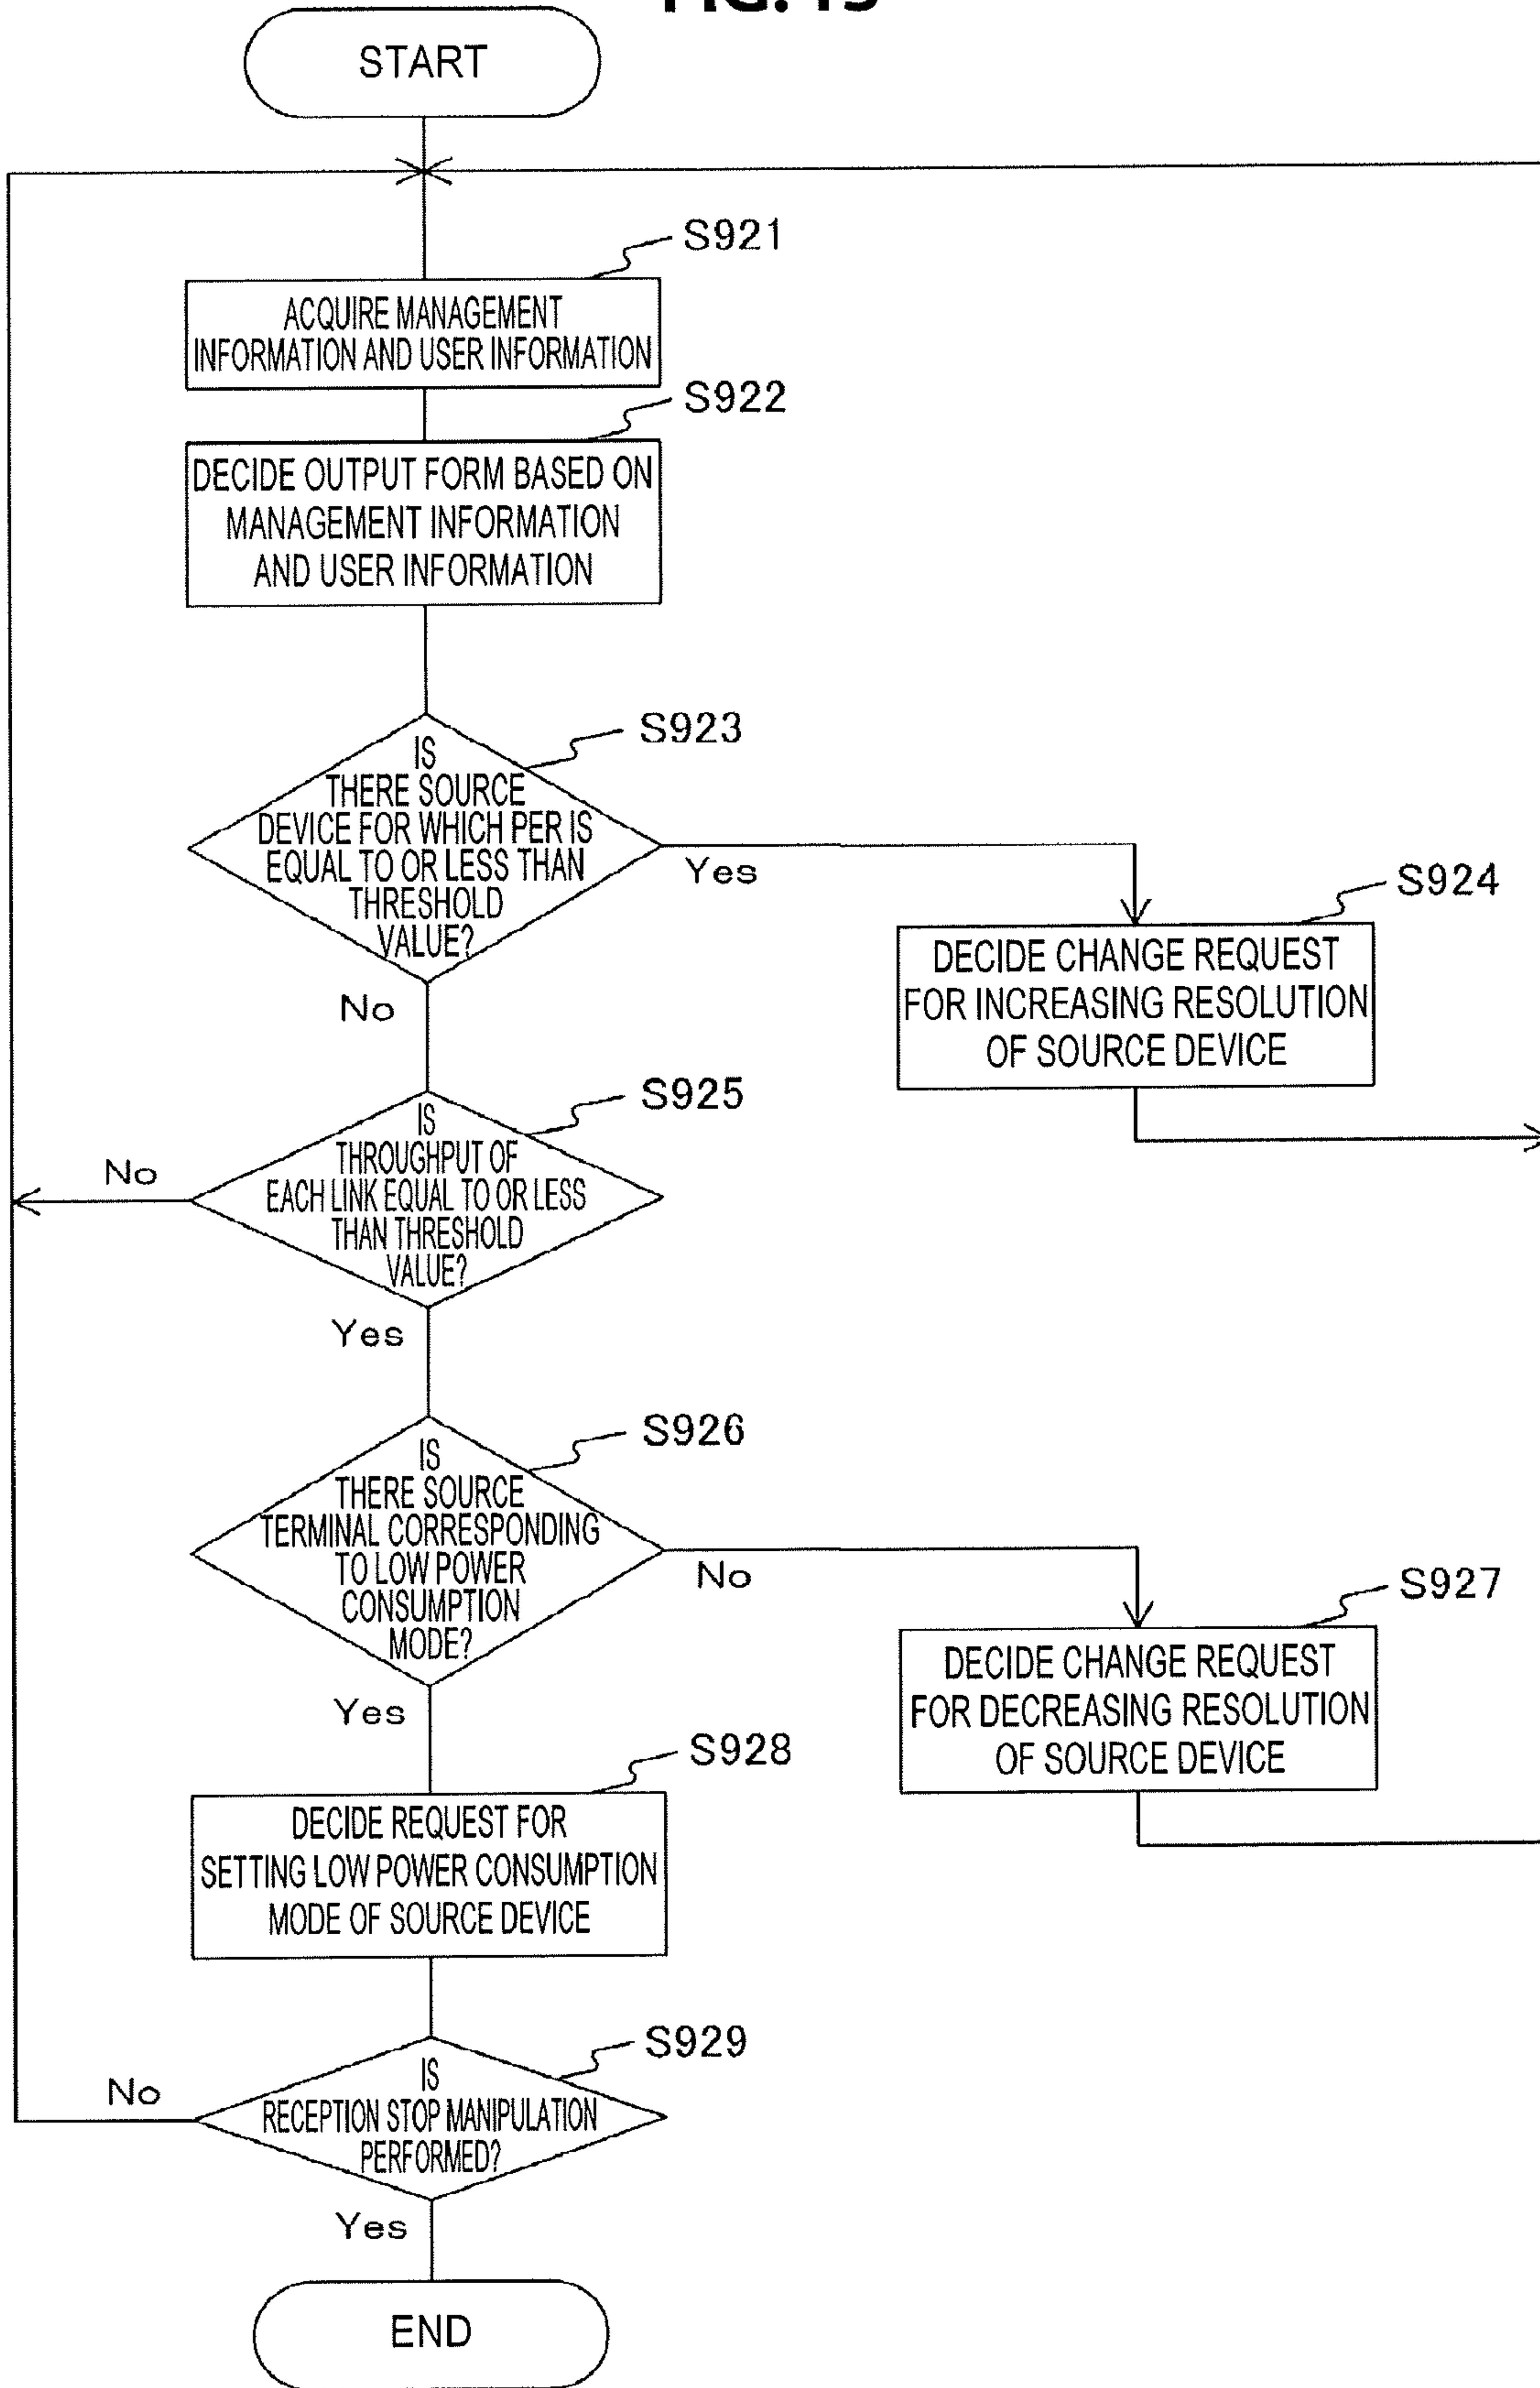 START
S921
ACQUIRE MANAGEMENT
INFORMATION AND USER INFORMATION
S922
DECIDE OUTPUT FORM BASED ON
MANAGEMENT INFORMATION
AND USER INFORMATION
S923
IS
THERE SOURCE
DEVICE FOR WHICH PER IS
EQUAL TO OR LESS THAN
THRESHOLD
VALUE?
Yes
No
S924
DECIDE CHANGE REQUEST
FOR INCREASING RESOLUTION
OF SOURCE DEVICE
S925
IS
THROUGHPUT OF
EACH LINK EQUAL TO OR LESS
THAN THRESHOLD
VALUE?
No
Yes
S926
IS
THERE SOURCE
TERMINAL CORRESPONDING
TO LOW POWER
CONSUMPTION
MODE?
No
Yes
S927
DECIDE CHANGE REQUEST
FOR DECREASING RESOLUTION
OF SOURCE DEVICE
S928
DECIDE REQUEST FOR
SETTING LOW POWER CONSUMPTION
MODE OF SOURCE DEVICE
S929
IS
RECEPTION STOP MANIPULATION
PERFORMED?
No
Yes
END